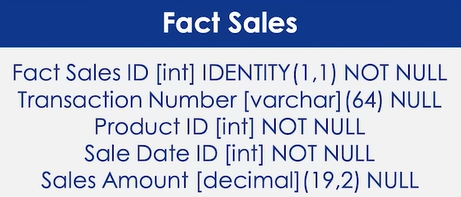 Fact Sales
Fact Sales ID [int] IDENTITY(1,1) NOT NULL
Transaction Number [varchar](64) NULL
Product ID [int] NOT NULL
Sale Date ID [int] NOT NULL
Sales Amount [decimal](19,2) NULL